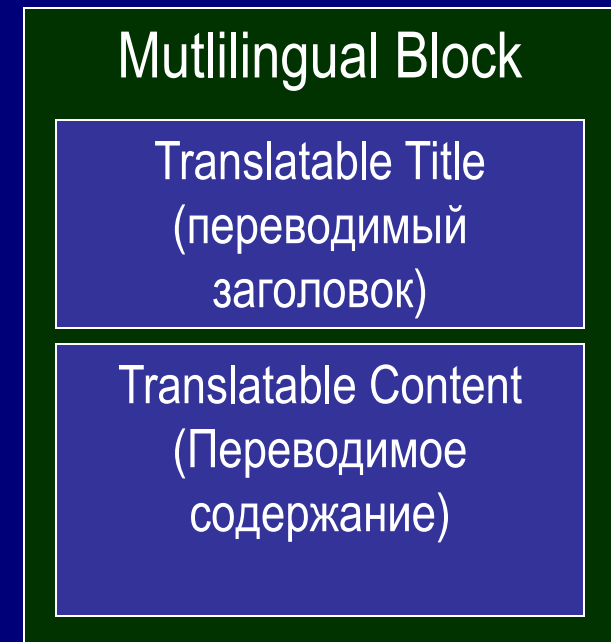 Mutlilingual Block
Translatable Title
(переводимый
заголовок)
Translatable Content
(Переводимое
содержание)